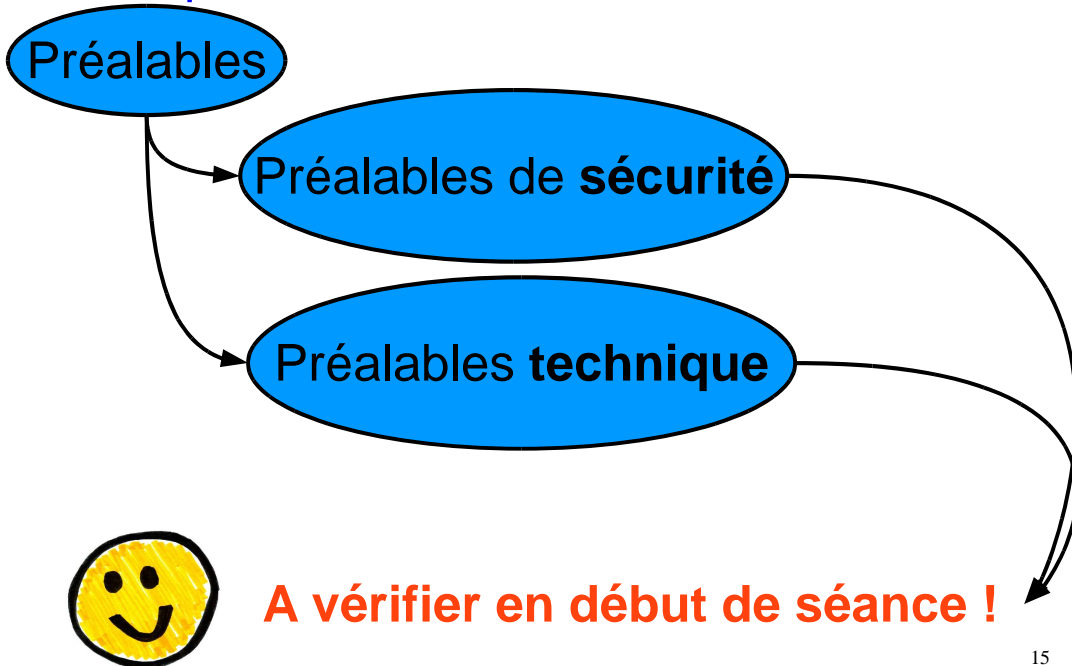 Préalables
Préalables de sécurité
Préalables technique
A vérifier en début de séance !
15